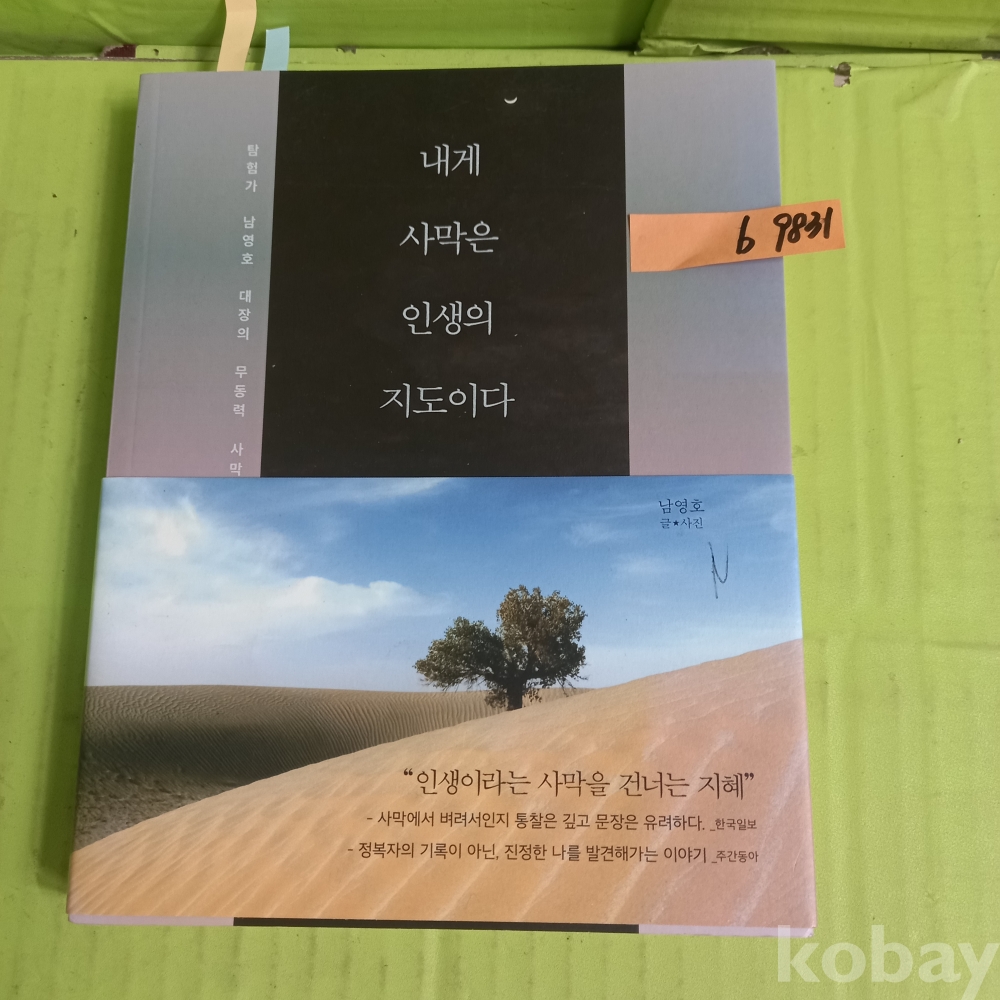 내게
사막은
인생의
지도이다
탐험가 남영호 대장의 무동력 사막
b 9831
남영호
글★사진
N
“인생이라는 사막을 건너는 지혜”
- 사막에서 벼려서인지 통찰은 깊고 문장은 유려하다. _한국일보
- 정복자의 기록이 아닌, 진정한 나를 발견해가는 이야기 _주간동아
kobay